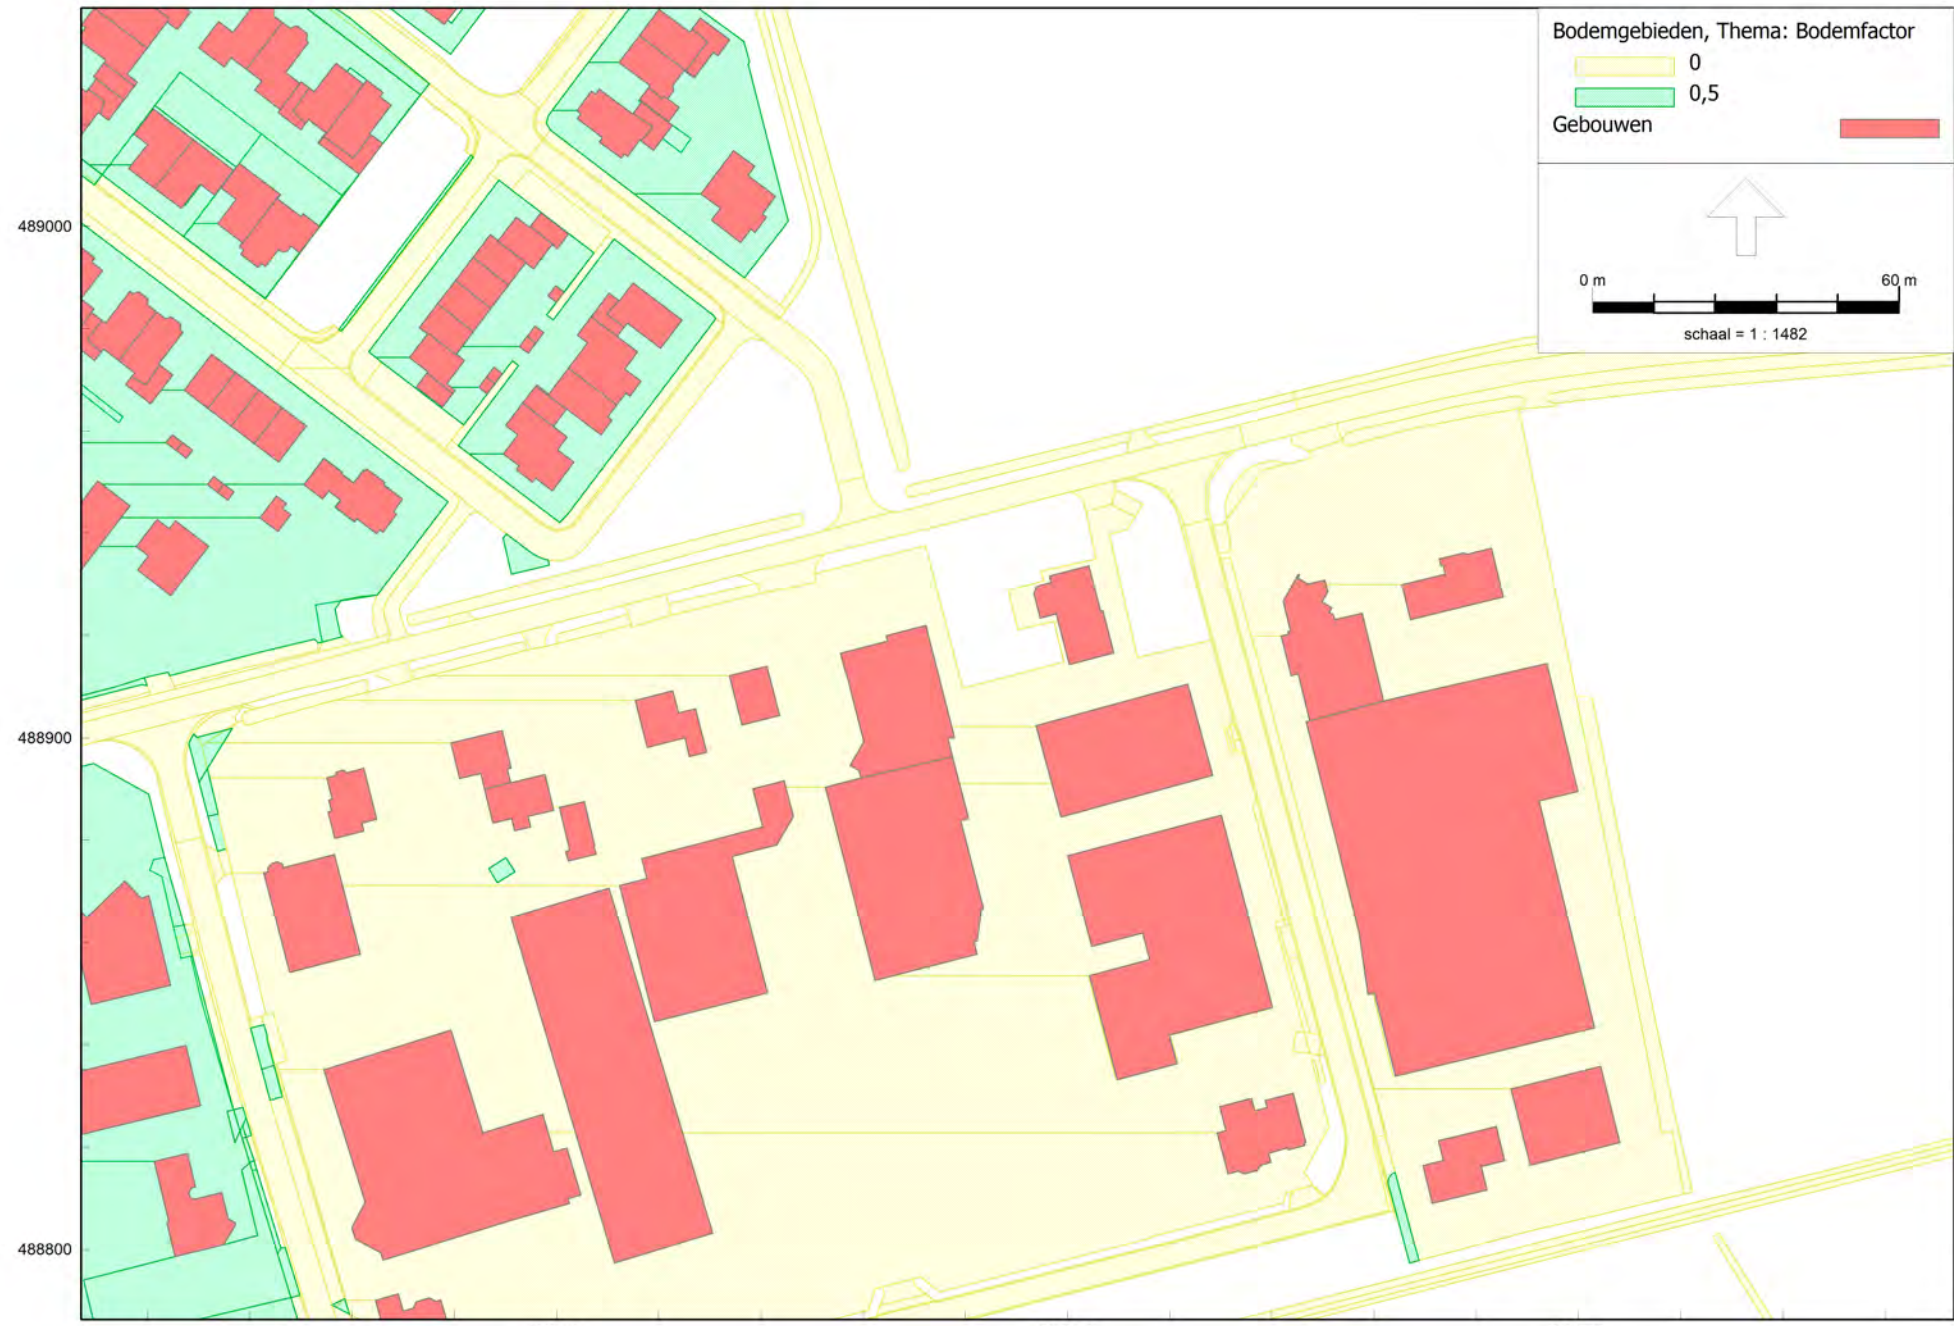 Bodemgebieden, Thema: Bodemfactor
0
0,5
Gebouwen
0 m 60 m
schaal = 1 : 1482
489000
488900
488800